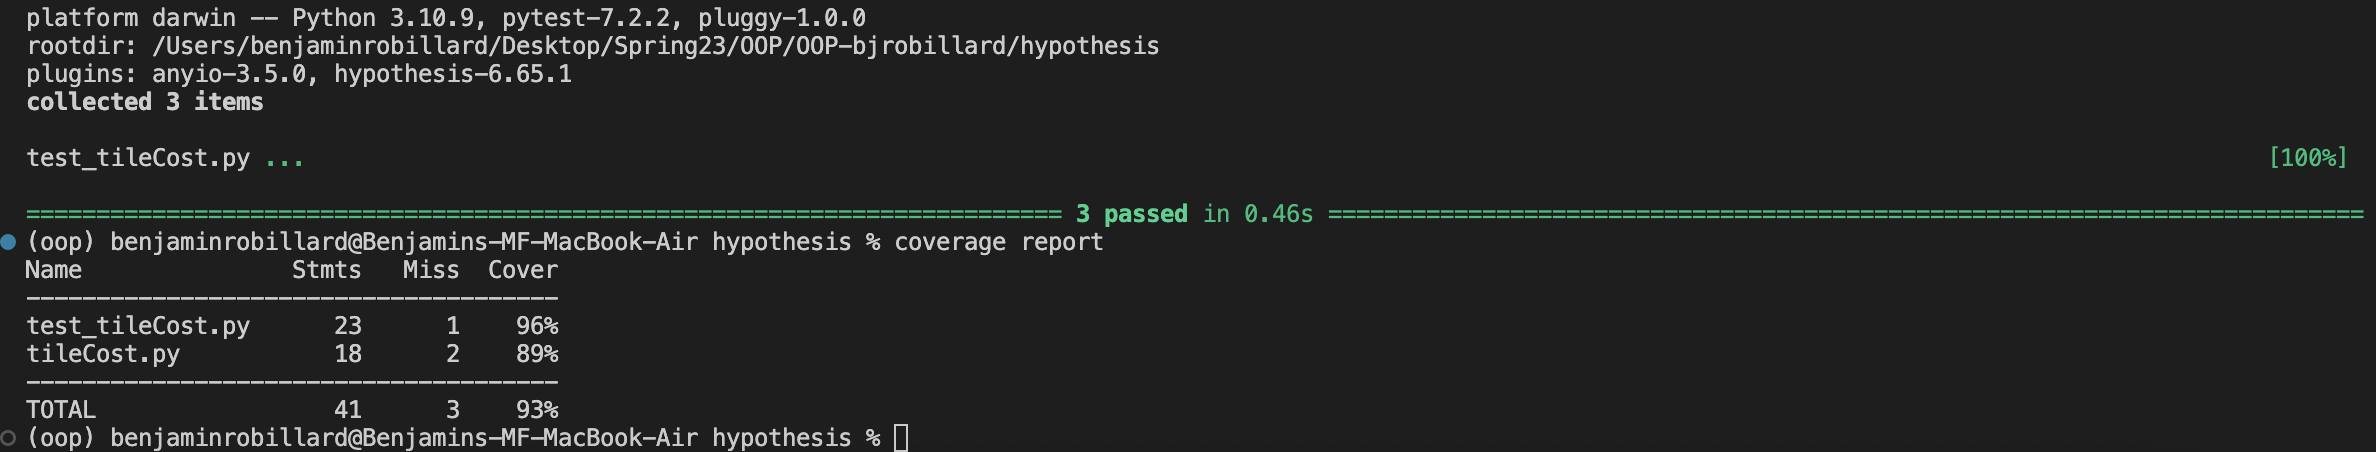 platform darwin -- Python 3.10.9, pytest-7.2.2, pluggy-1.0.0
rootdir: /Users/benjaminrobillard/Desktop/Spring23/OOP/OOP-bjrobillard/hypothesis
plugins: anyio-3.5.0, hypothesis-6.65.1
collected 3 items
test_tileCost.py ... [100%]
========================================================================== 3 passed in 0.46s ==========================================================================
(oop) benjaminrobillard@Benjamins-MF-MacBook-Air hypothesis % coverage report
Name               Stmts   Miss  Cover
--------------------------------------
test_tileCost.py      23      1    96%
tileCost.py           18      2    89%
--------------------------------------
TOTAL                 41      3    93%
(oop) benjaminrobillard@Benjamins-MF-MacBook-Air hypothesis %